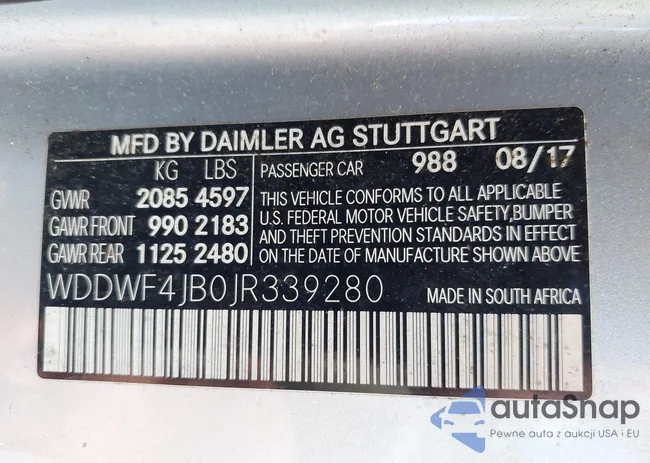 MFD BY DAIMLER AG STUTTGART
KG LBS PASSENGER CAR 988 08/17
GVWR 2085 4597 THIS VEHICLE CONFORMS TO ALL APPLICABLE
GAWR FRONT 990 2183 U.S. FEDERAL MOTOR VEHICLE SAFETY,BUMPER
AND THEFT PREVENTION STANDARDS IN EFFECT
GAWR REAR 1125 2480 ON THE DATE OF MANUFACTURE SHOWN ABOVE
WDDWF4JB0JR339280 MADE IN SOUTH AFRICA
autaSnap
Pewne auta z aukcji USA i EU